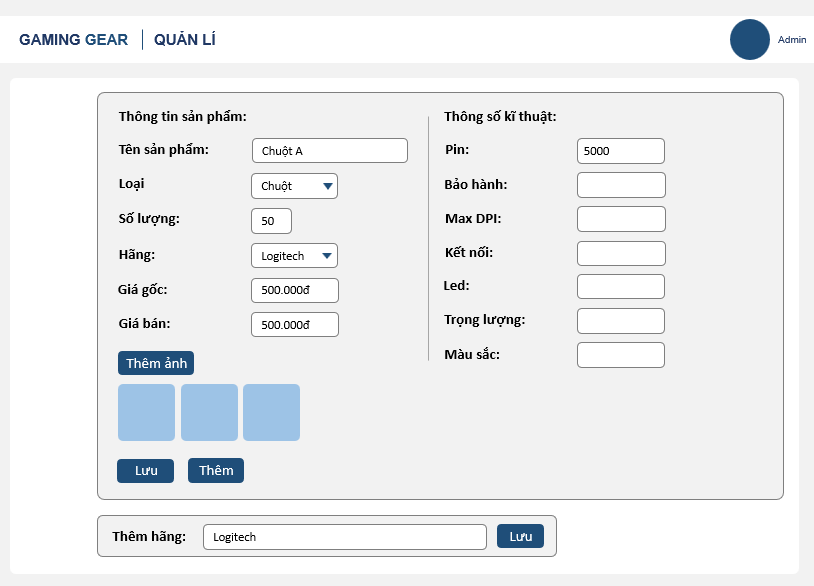 GAMING GEAR QUẢN LÍ
Admin
Thông tin sản phẩm:
Tên sản phẩm: Chuột A
Loại Chuột
Số lượng: 50
Hãng: Logitech
Giá gốc: 500.000đ
Giá bán: 500.000đ
Thêm ảnh
Lưu Thêm
Thông số kĩ thuật:
Pin: 5000
Bảo hành:
Max DPI:
Kết nối:
Led:
Trọng lượng:
Màu sắc:
Thêm hãng: Logitech Lưu